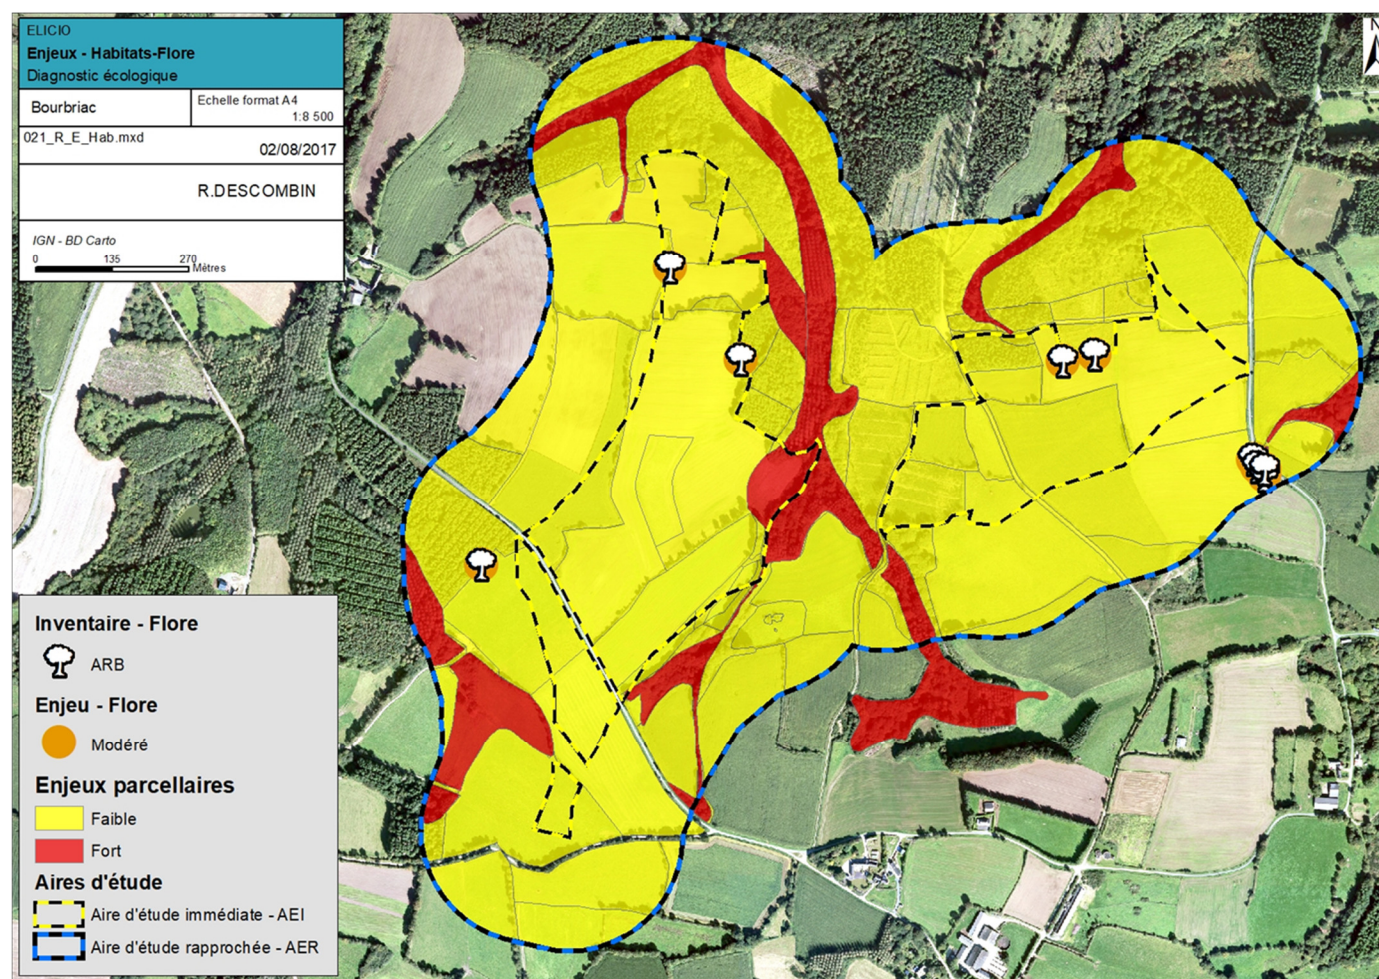 ELICIO
Enjeux - Habitats-Flore
Diagnostic écologique
Bourbriac
Echelle format A4
1:8 500
021_R_E_Hab.mxd
02/08/2017
R.DESCOMBIN
IGN - BD Carto
0 135 270
Mètres
N
Inventaire - Flore
ARB
Enjeu - Flore
Modéré
Enjeux parcellaires
Faible
Fort
Aires d'étude
Aire d'étude immédiate - AEI
Aire d'étude rapprochée - AER